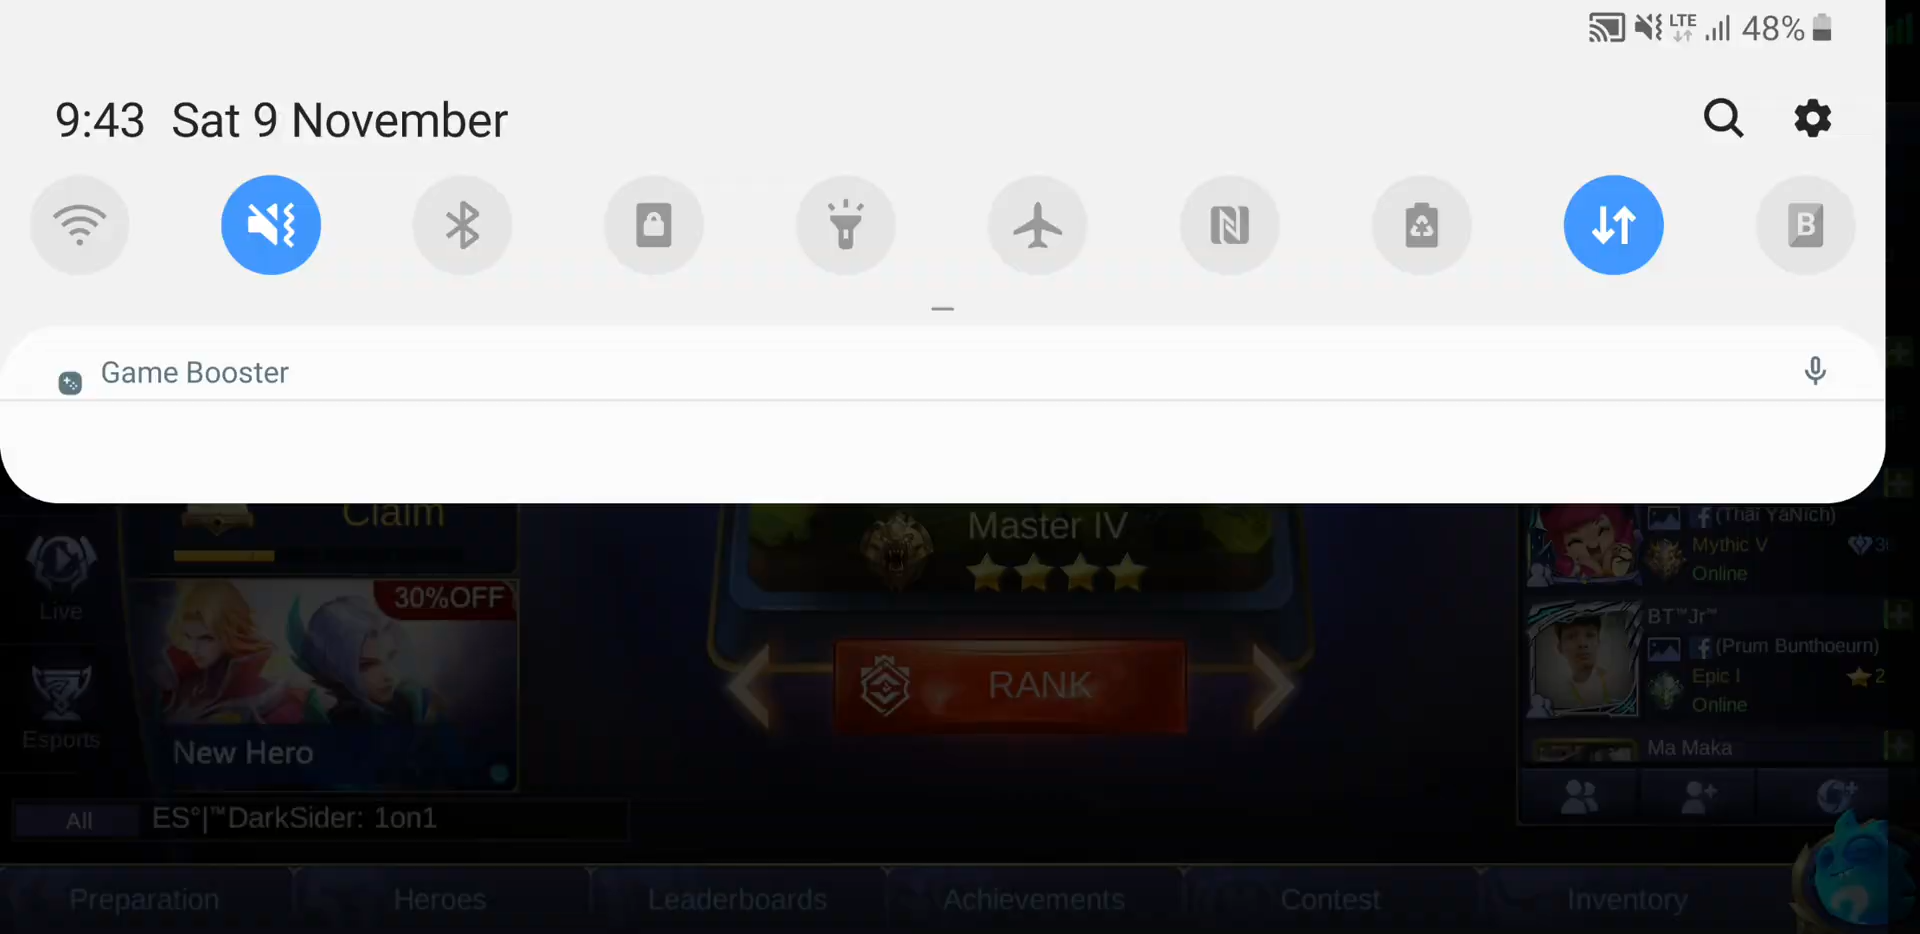 LTE 48%
9:43 Sat 9 November
B
Game Booster
Claim
Live
30%OFF
New Hero
Esports
Master IV
RANK
(Thai YaNich)
Mythic V
Online
BT™Jr™
(Prum Bunthoeurn)
Epic I 2
Online
Ma Maka
All ES°|™DarkSider: 1on1
Preparation Heroes Leaderboards Achievements Contest Inventory